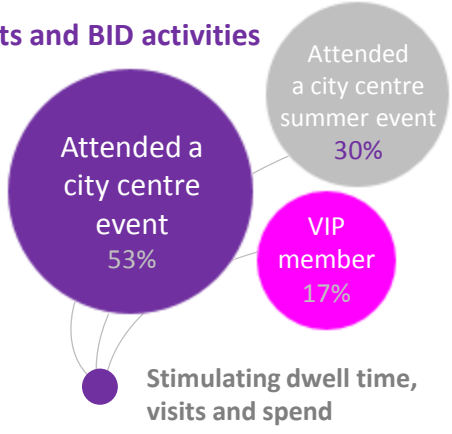 ts and BID activities
Attended
a city centre
summer event
30%
Attended a
city centre
event
53%
VIP
member
17%
Stimulating dwell time,
visits and spend